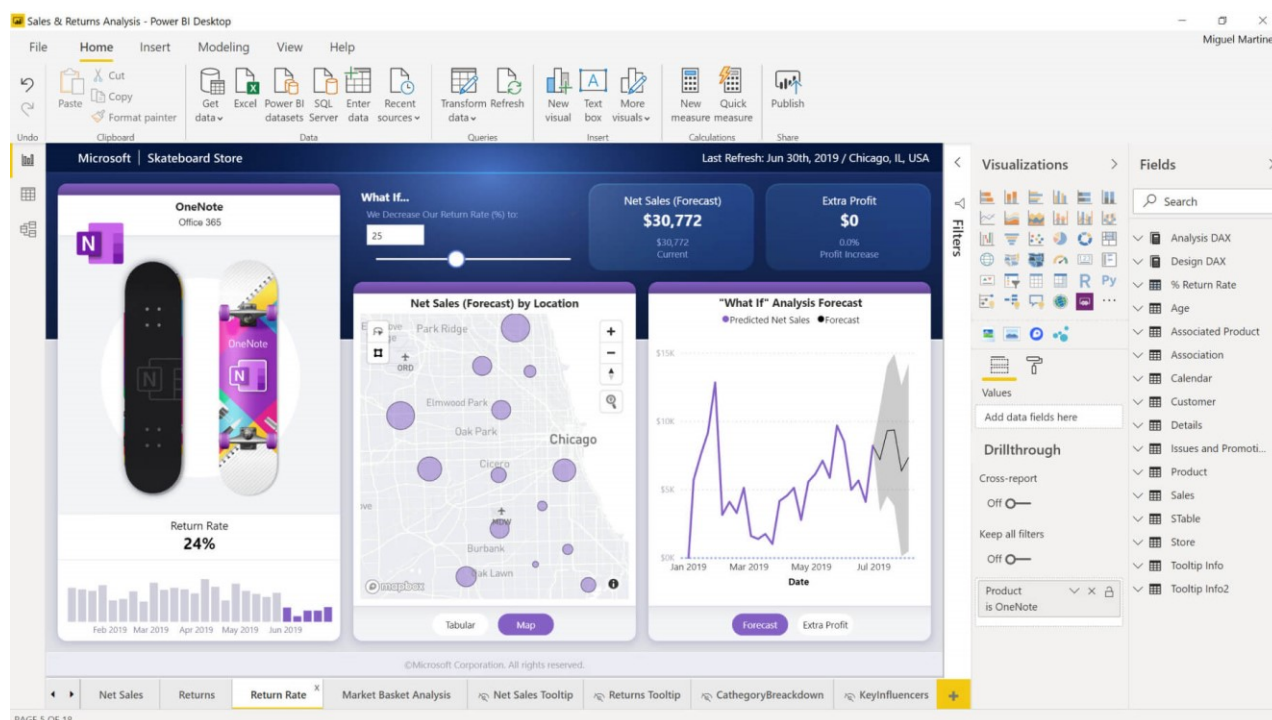 Sales & Returns Analysis - Power BI Desktop
Miguel Martine
File Home Insert Modeling View Help
Paste
Cut
Copy
Format painter
Get data
Excel
Power BI datasets
SQL Server
Enter data
Recent sources
Transform data
Refresh
New visual
Text box
More visuals
New measure
Quick measure
Publish
Undo Clipboard Data Queries Insert Calculations Share
Microsoft | Skateboard Store
Last Refresh: Jun 30th, 2019 / Chicago, IL, USA
OneNote
Office 365
N
OneNote
N
N
Return Rate
24%
Feb 2019 Mar 2019 Apr 2019 May 2019 Jun 2019
What If...
We Decrease Our Return Rate (%) to:
25
Net Sales (Forecast)
$30,772
$30,772
Current
Extra Profit
$0
0.0%
Profit Increase
Net Sales (Forecast) by Location
Park Ridge
ORD
Elmwood Park
Oak Park
Chicago
Cicero
MDW
Burbank
Oak Lawn
mapbox
Tabular Map
"What If" Analysis Forecast
Predicted Net Sales Forecast
$15K
$10K
$5K
$0K
Jan 2019 Mar 2019 May 2019 Jul 2019
Date
Forecast Extra Profit
©Microsoft Corporation. All rights reserved.
Filters
Visualizations
R Py
Values
Add data fields here
Drillthrough
Cross-report
Off
Keep all filters
Off
Product
is OneNote
Fields
Search
Analysis DAX
Design DAX
% Return Rate
Age
Associated Product
Association
Calendar
Customer
Details
Issues and Promoti...
Product
Sales
STable
Store
Tooltip Info
Tooltip Info2
Net Sales Returns Return Rate x Market Basket Analysis Net Sales Tooltip Returns Tooltip CathegoryBreackdown KeyInfluencers +
PAGE 5 OF 18